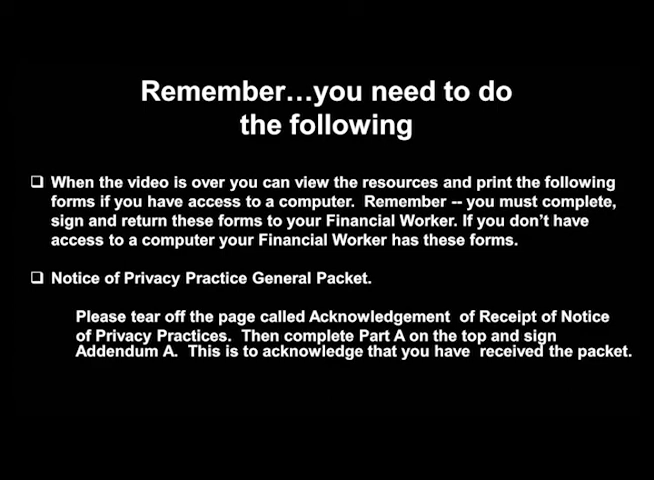 Remember…you need to do
the following
❑ When the video is over you can view the resources and print the following
forms if you have access to a computer. Remember -- you must complete,
sign and return these forms to your Financial Worker. If you don't have
access to a computer your Financial Worker has these forms.
❑ Notice of Privacy Practice General Packet.
Please tear off the page called Acknowledgement of Receipt of Notice
of Privacy Practices. Then complete Part A on the top and sign
Addendum A. This is to acknowledge that you have received the packet.